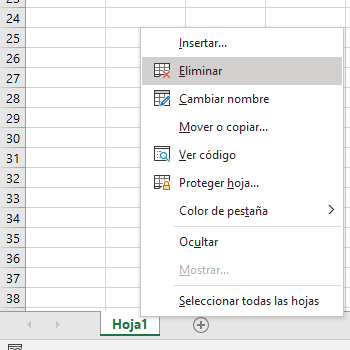 23
24
25
26
27
28
29
30
31
32
33
34
35
36
37
38
Insertar...
Eliminar
Cambiar nombre
Mover o copiar...
Ver código
Proteger hoja...
Color de pestaña
Ocultar
Mostrar...
Seleccionar todas las hojas
Hoja1